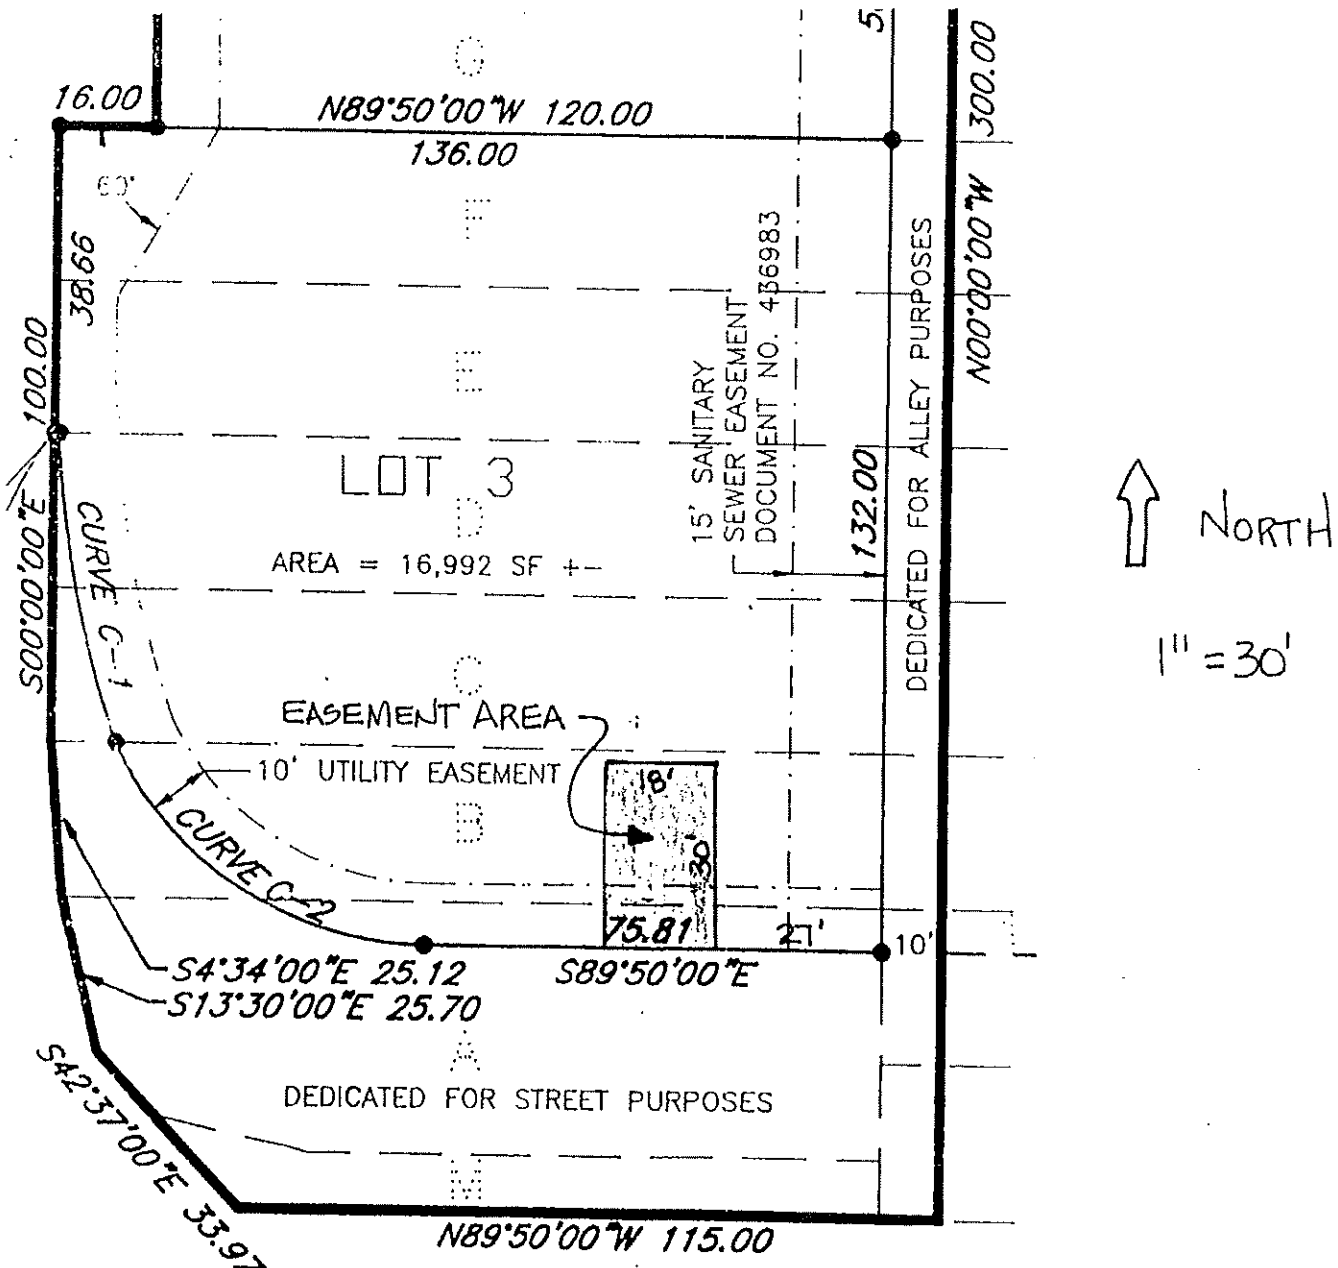 G
5.
300.00
16.00
N89°50'00"W 120.00
136.00
60'
F
38.66
N00°00'00"W
DEDICATED FOR ALLEY PURPOSES
15' SANITARY
SEWER EASEMENT
DOCUMENT NO. 436983
100.00
E
LOT 3
D
132.00
AREA = 16,992 SF +-
NORTH
1" = 30'
S00°00'00"E
CURVE C-1
C
EASEMENT AREA
10' UTILITY EASEMENT
18'
B
30'
CURVE C-2
75.81
27'
10'
S4°34'00"E 25.12
S89°50'00"E
S13°30'00"E 25.70
A
S42°37'00"E 33.97
DEDICATED FOR STREET PURPOSES
M
N89°50'00"W 115.00